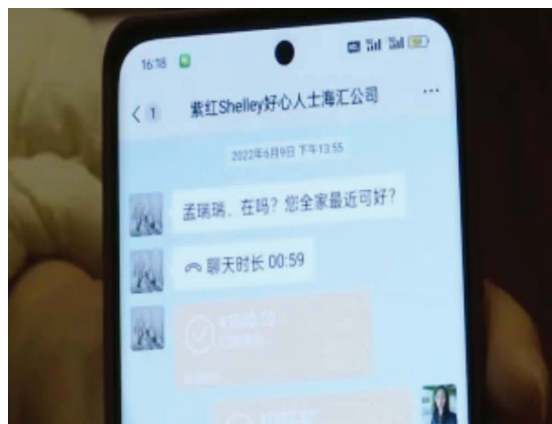 16:18
1 紫红Shelley好心人士海汇公司 ···
2022年6月9日 下午13:55
孟瑞瑞，在吗？您全家最近可好？
聊天时长 00:59